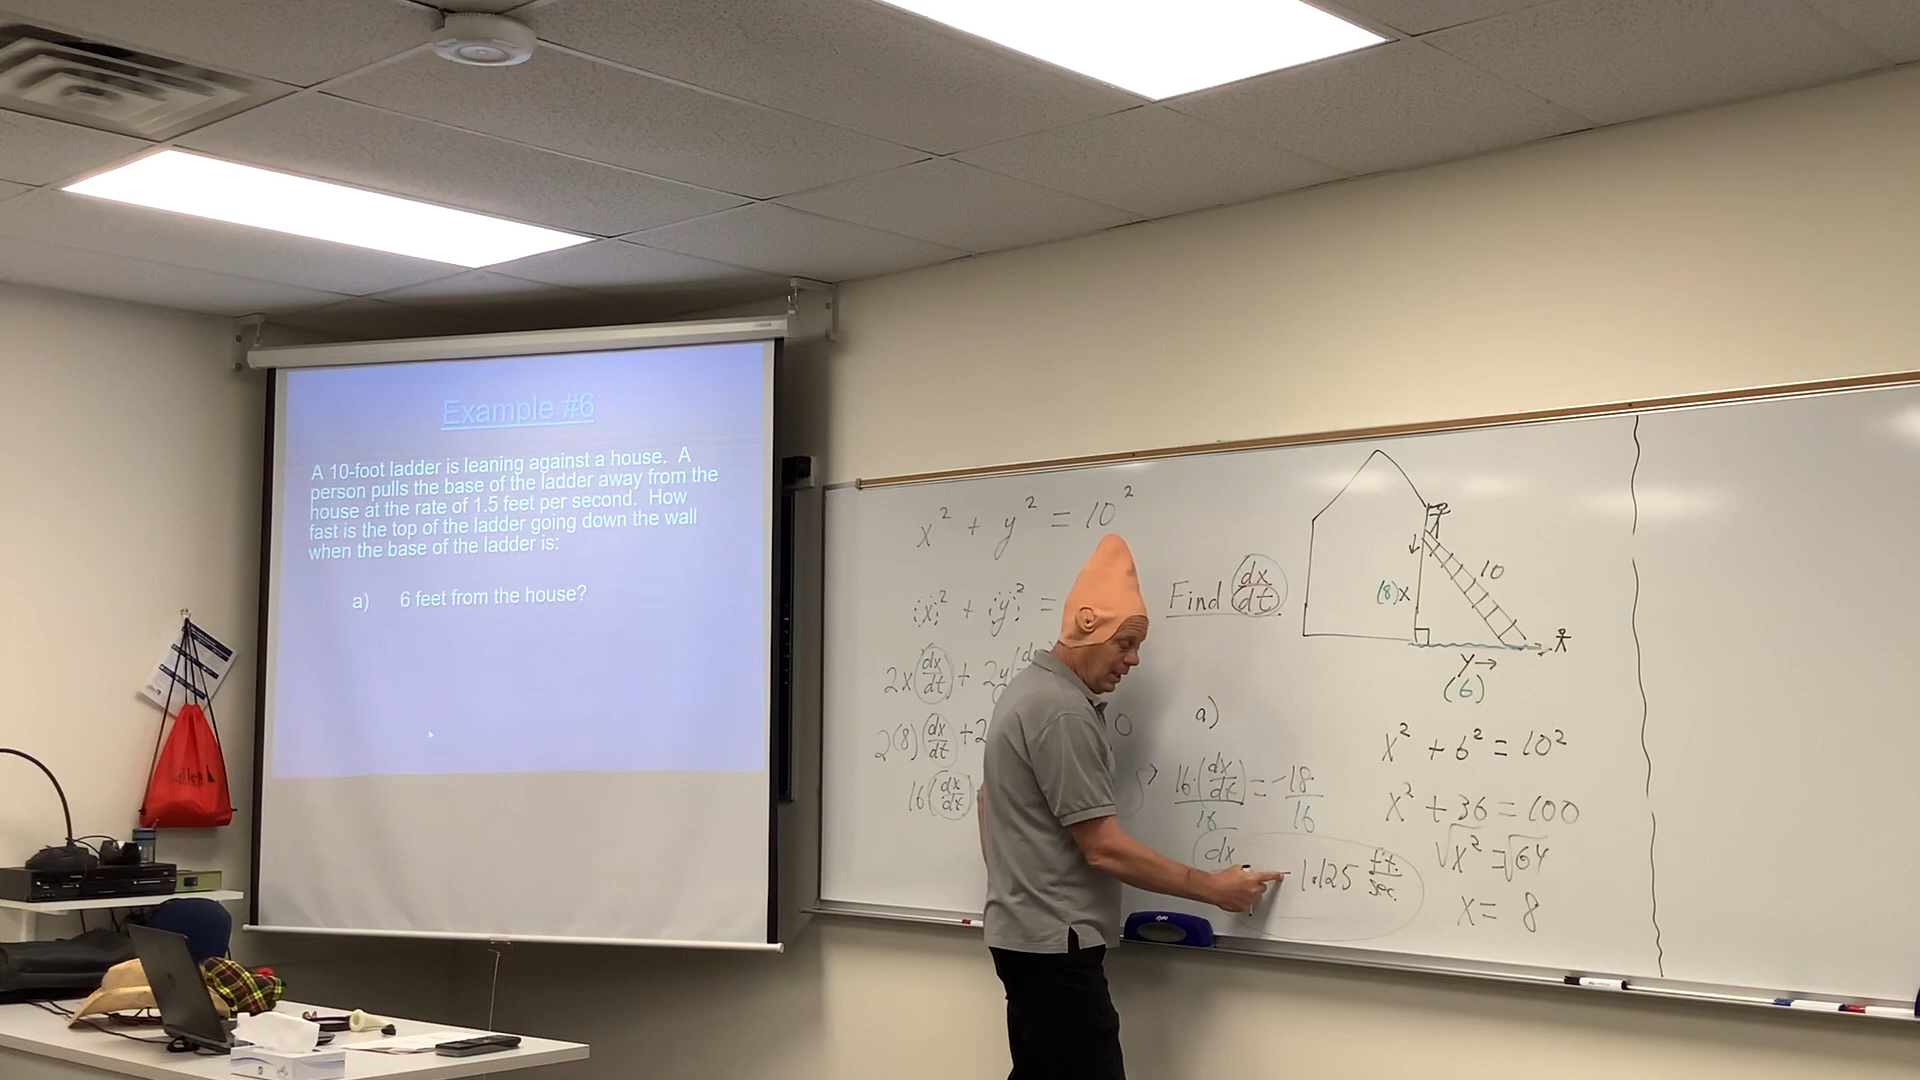 Example #6
A 10-foot ladder is leaning against a house. A
person pulls the base of the ladder away from the
house at the rate of 1.5 feet per second. How
fast is the top of the ladder going down the wall
when the base of the ladder is:
a) 6 feet from the house?
x² + y² = 10²
x² + y² =
2x(dx/dt) + 2y(d
2(8)(dx/dt) + 2
0
16(dx/dt)
Find dx/dt
a)
16(dx/dt)/16 = -18/16
dx
- 1.125 ft./sec.
10
(8)x
y→
(6)
x² + 6² = 10²
x² + 36 = 100
√x² = √64
x = 8